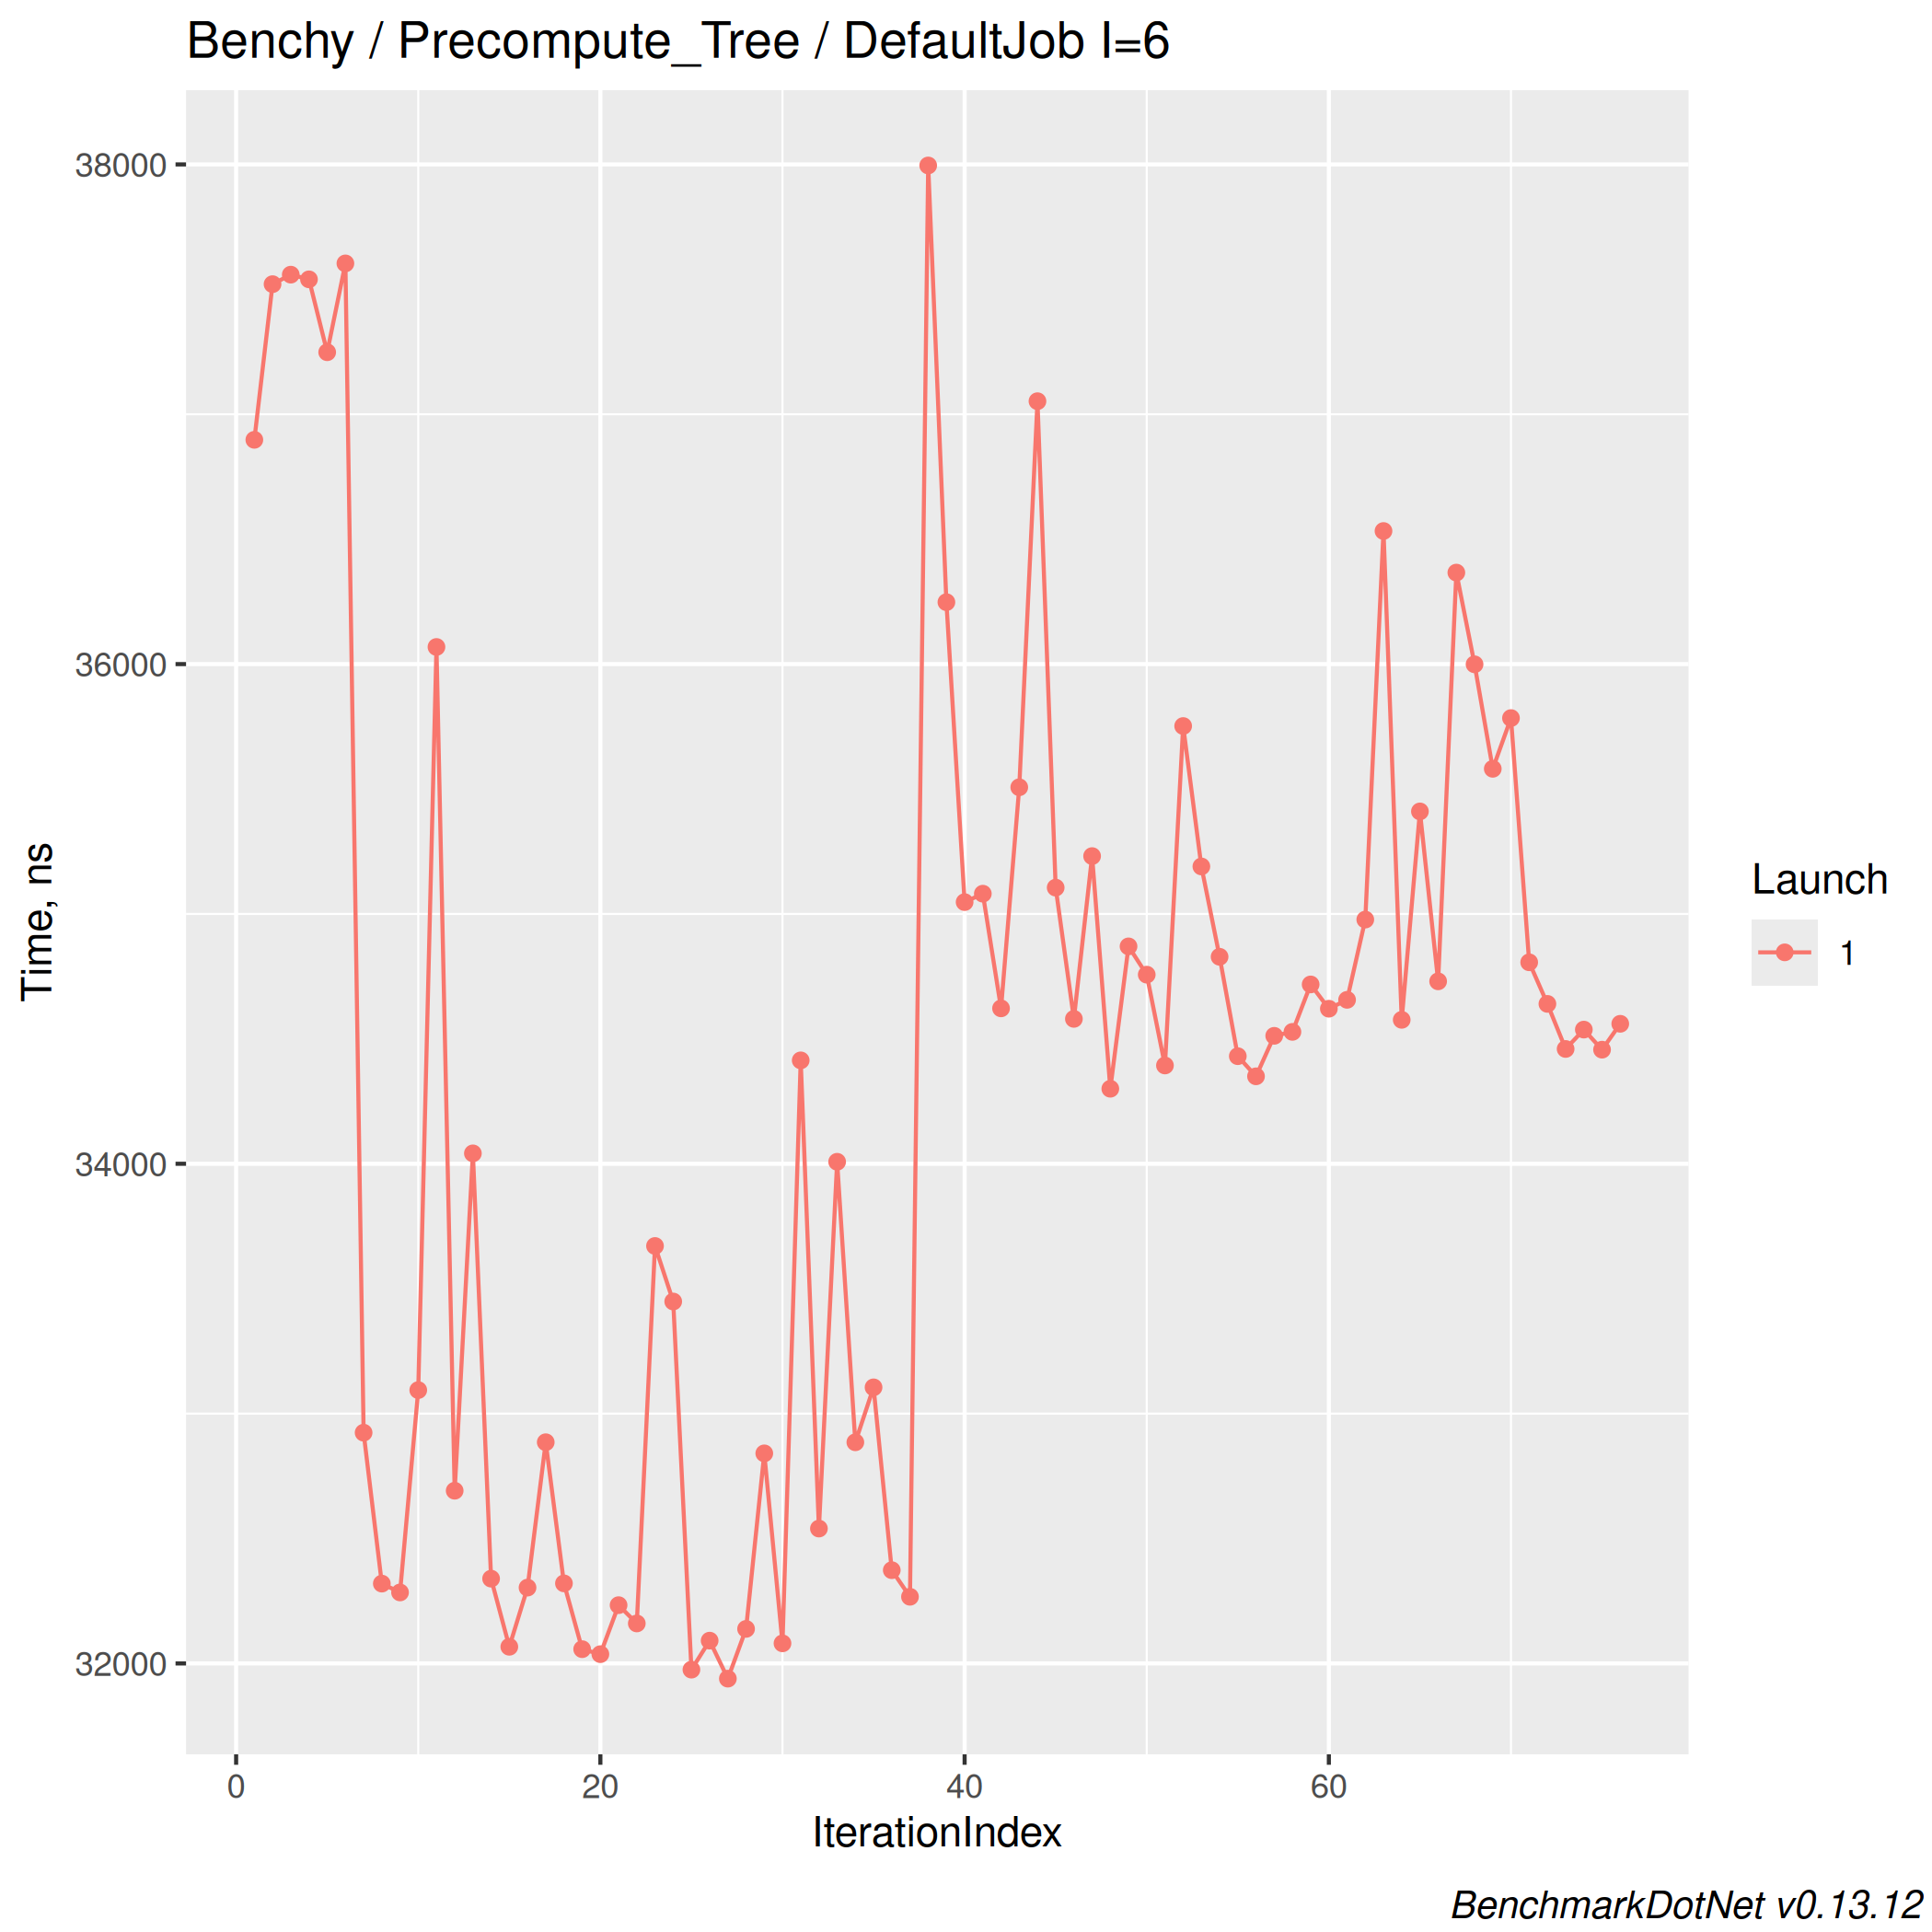 Benchy / Precompute_Tree / DefaultJob I=6
38000
36000
34000
32000
Time, ns
0 20 40 60
IterationIndex
Launch
1
BenchmarkDotNet v0.13.12